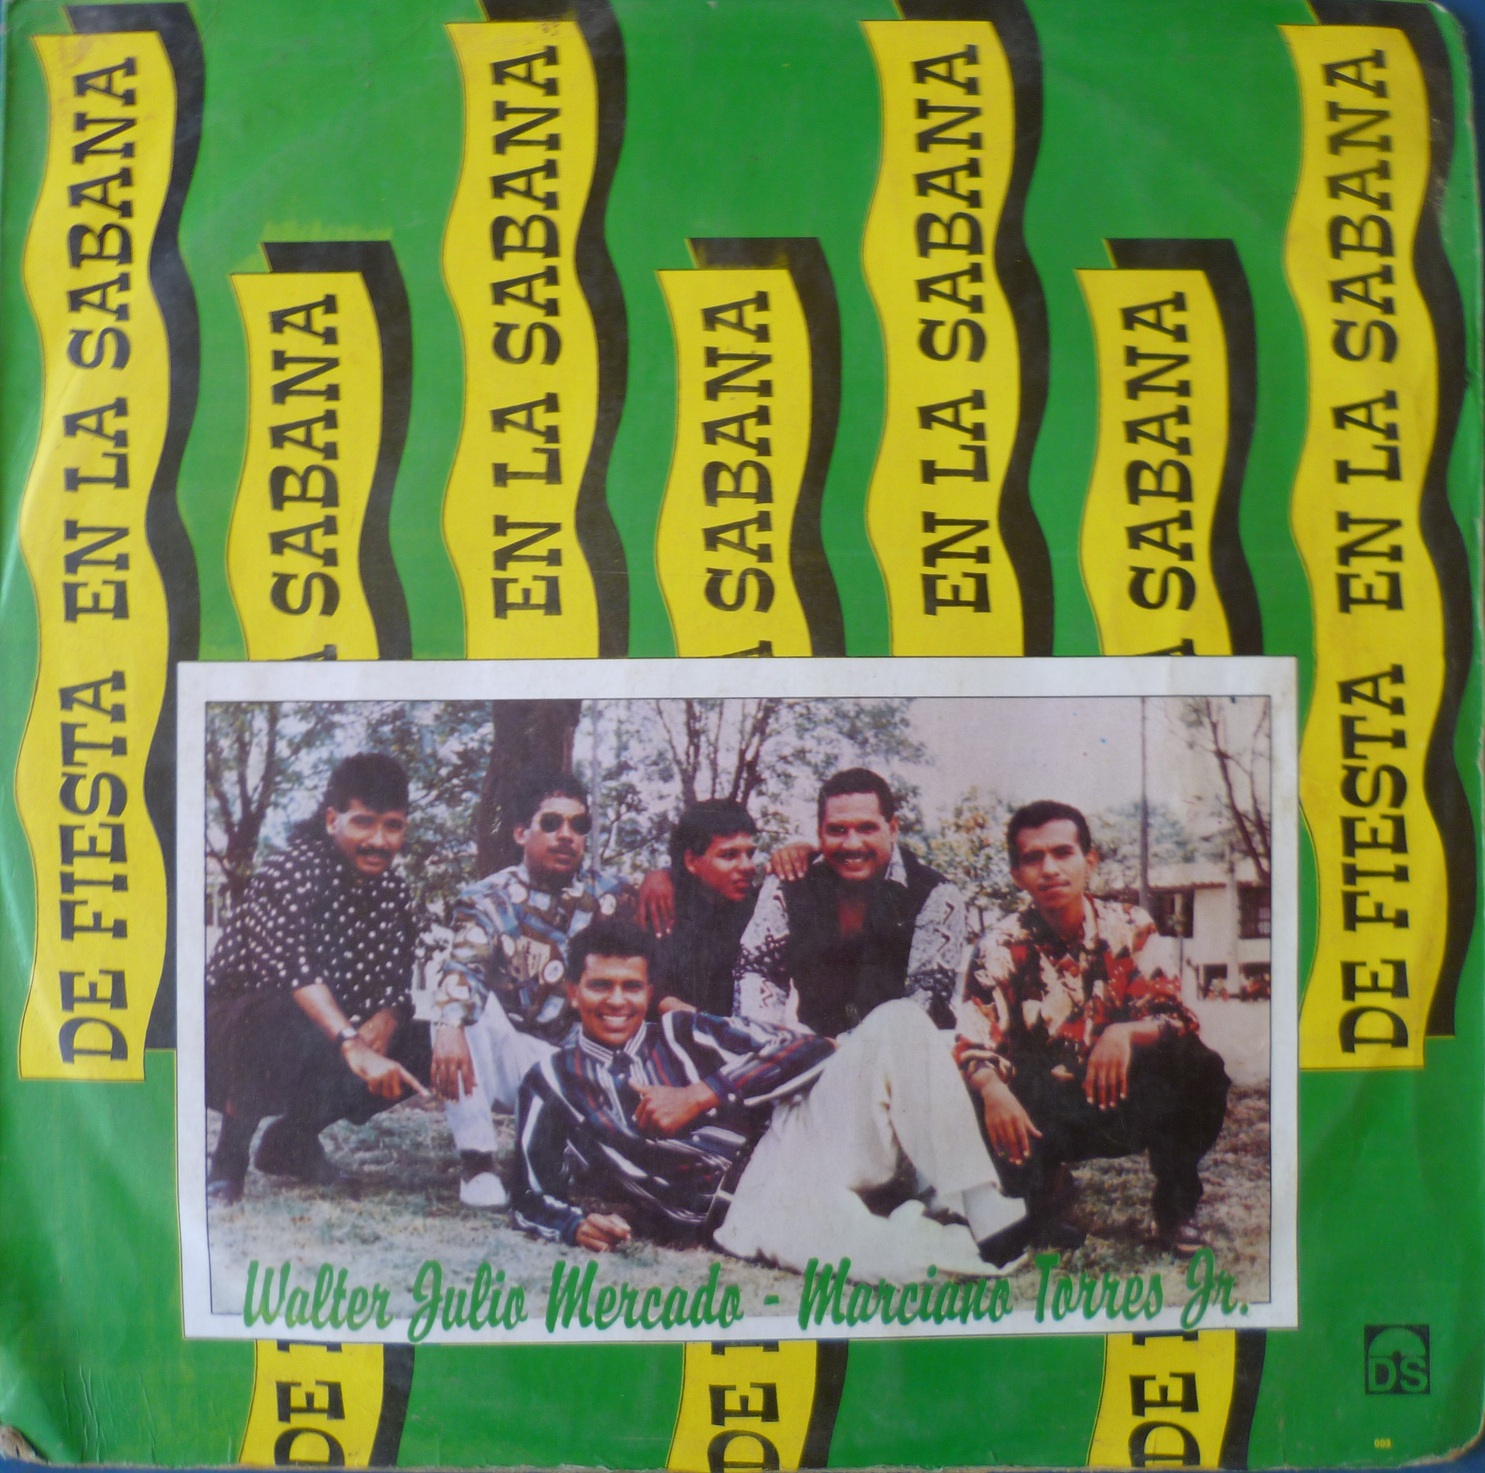 DE FIESTA EN LA SABANA
SABANA
EN LA SABANA
SABANA
EN LA SABANA
SABANA
DE FIESTA EN LA SABANA
Walter Julio Mercado - Marciano Torres Jr.
DE
DE
DE
DS
003